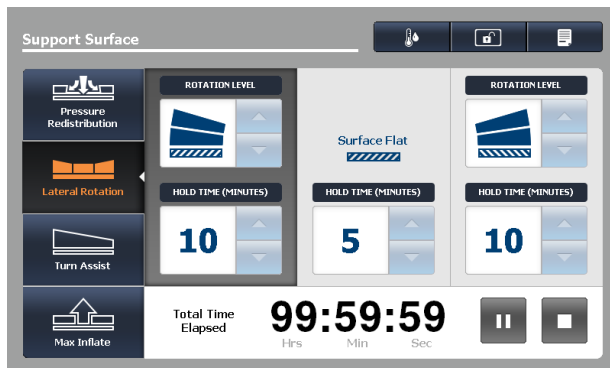 Support Surface
Pressure
Redistribution
Lateral Rotation
Turn Assist
Max Inflate
ROTATION LEVEL
HOLD TIME (MINUTES)
10
Surface Flat
HOLD TIME (MINUTES)
5
ROTATION LEVEL
HOLD TIME (MINUTES)
10
Total Time
Elapsed
99:59:59
Hrs Min Sec